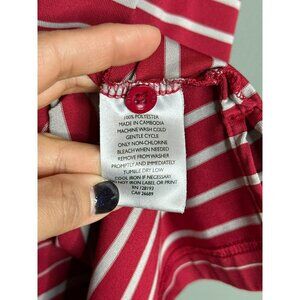 100% POLYESTER
MADE IN CAMBODIA
MACHINE WASH COLD
GENTLE CYCLE
ONLY NON-CHLORINE
BLEACH WHEN NEEDED
REMOVE FROM WASHER
PROMPTLY AND IMMEDIATELY
TUMBLE DRY LOW
COOL IRON IF NECESSARY
DO NOT IRON LABEL OR PRINT
RN 128193
CA# 26689